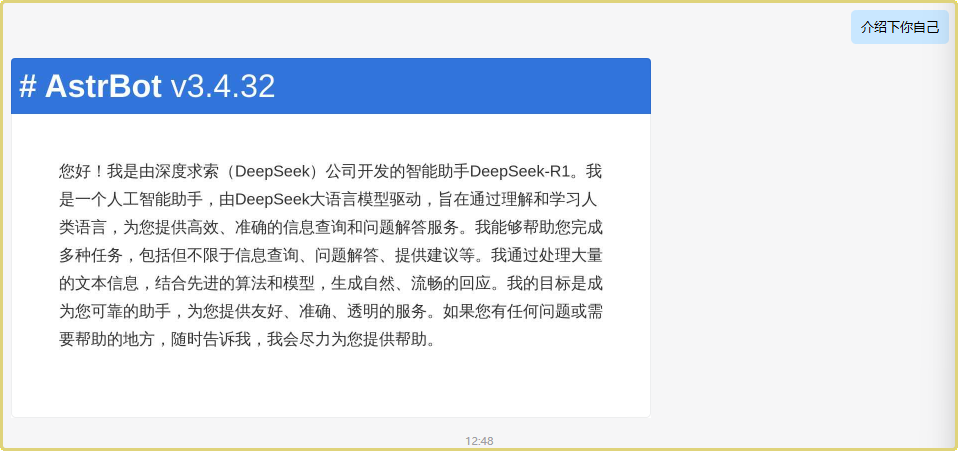 介绍下你自己
# AstrBot v3.4.32
您好！我是由深度求索（DeepSeek）公司开发的智能助手DeepSeek-R1。我
是一个人工智能助手，由DeepSeek大语言模型驱动，旨在通过理解和学习人
类语言，为您提供高效、准确的信息查询和问题解答服务。我能够帮助您完成
多种任务，包括但不限于信息查询、问题解答、提供建议等。我通过处理大量
的文本信息，结合先进的算法和模型，生成自然、流畅的回应。我的目标是成
为您可靠的助手，为您提供友好、准确、透明的服务。如果您有任何问题或需
要帮助的地方，随时告诉我，我会尽力为您提供帮助。
12:48